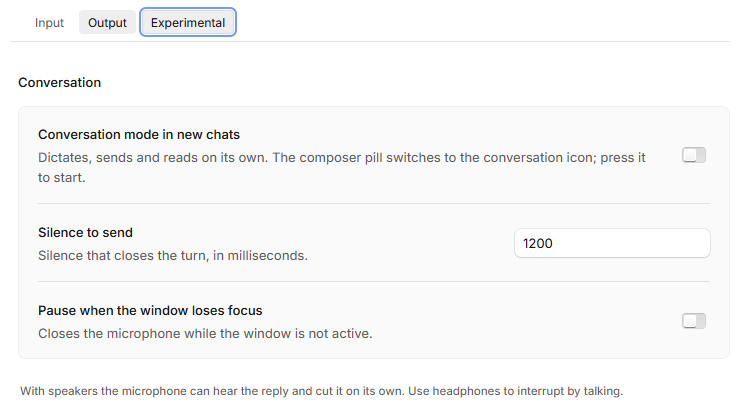 Input
Output
Experimental
Conversation
Conversation mode in new chats
Dictates, sends and reads on its own. The composer pill switches to the conversation icon; press it
to start.
Silence to send
Silence that closes the turn, in milliseconds.
1200
Pause when the window loses focus
Closes the microphone while the window is not active.
With speakers the microphone can hear the reply and cut it on its own. Use headphones to interrupt by talking.